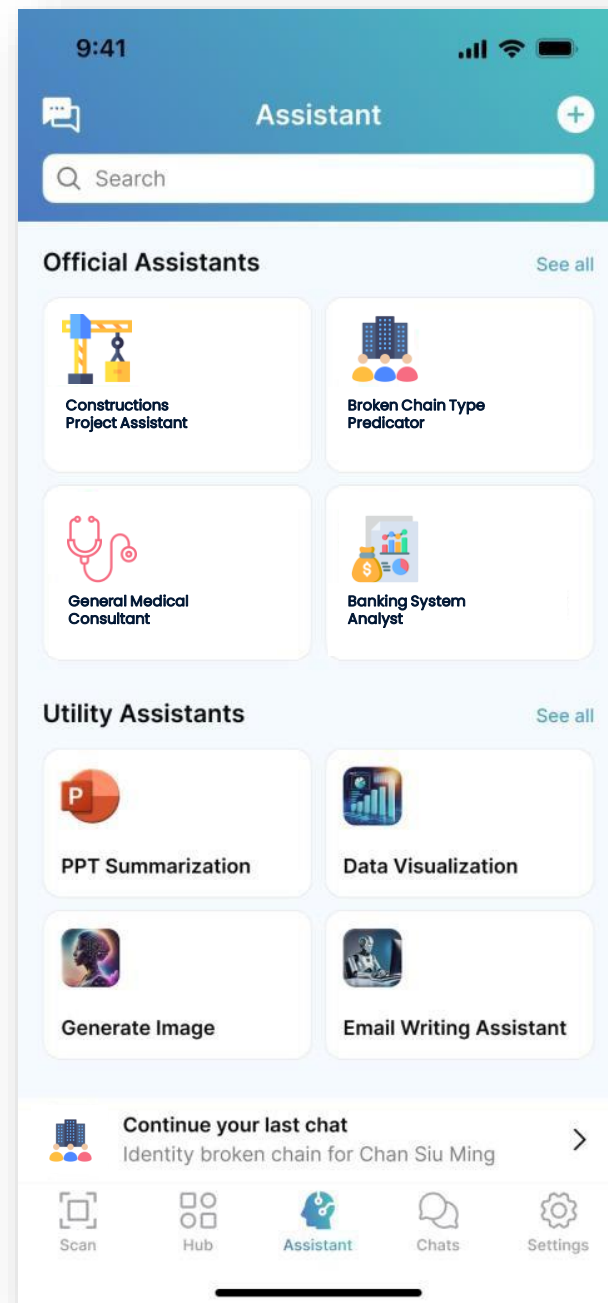 9:41
Assistant
Search
Official Assistants
See all
Constructions
Project Assistant
Broken Chain Type
Predicator
General Medical
Consultant
Banking System
Analyst
Utility Assistants
See all
P
PPT Summarization
Data Visualization
Generate Image
Email Writing Assistant
Continue your last chat
Identity broken chain for Chan Siu Ming
Scan
Hub
Assistant
Chats
Settings